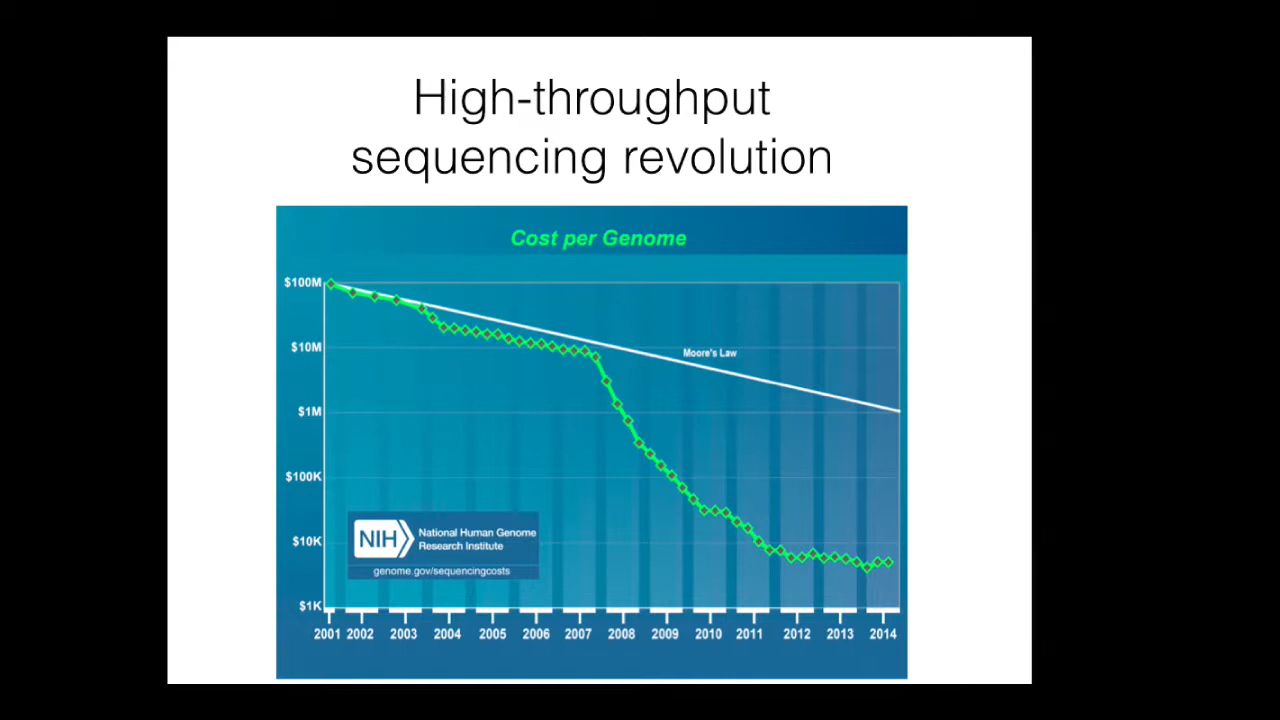 High-throughput
sequencing revolution
Cost per Genome
$100M
$10M
Moore's Law
$1M
$100K
$10K
NIH
National Human Genome
Research Institute
genome.gov/sequencingcosts
$1K
2001 2002 2003 2004 2005 2006 2007 2008 2009 2010 2011 2012 2013 2014